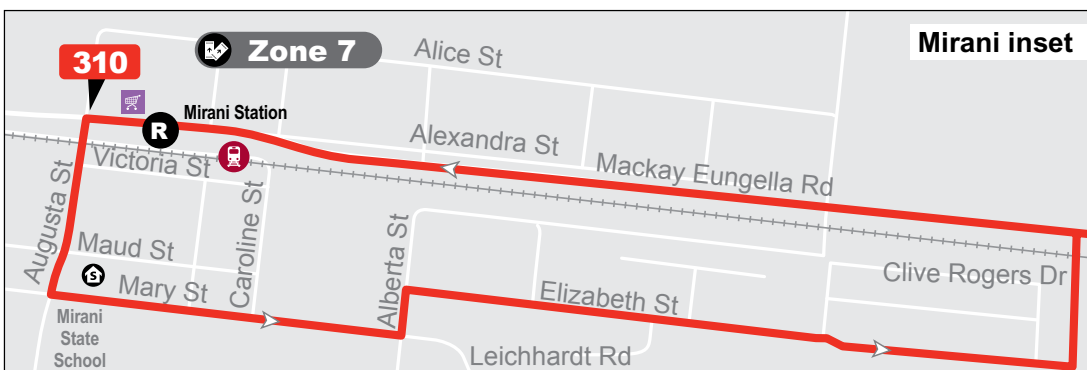 Mirani inset
Zone 7
Alice St
310
Mirani Station
R
Alexandra St
Mackay Eungella Rd
Victoria St
Augusta St
Caroline St
Maud St
Alberta St
Clive Rogers Dr
S
Mary St
Elizabeth St
Mirani
State
School
Leichhardt Rd